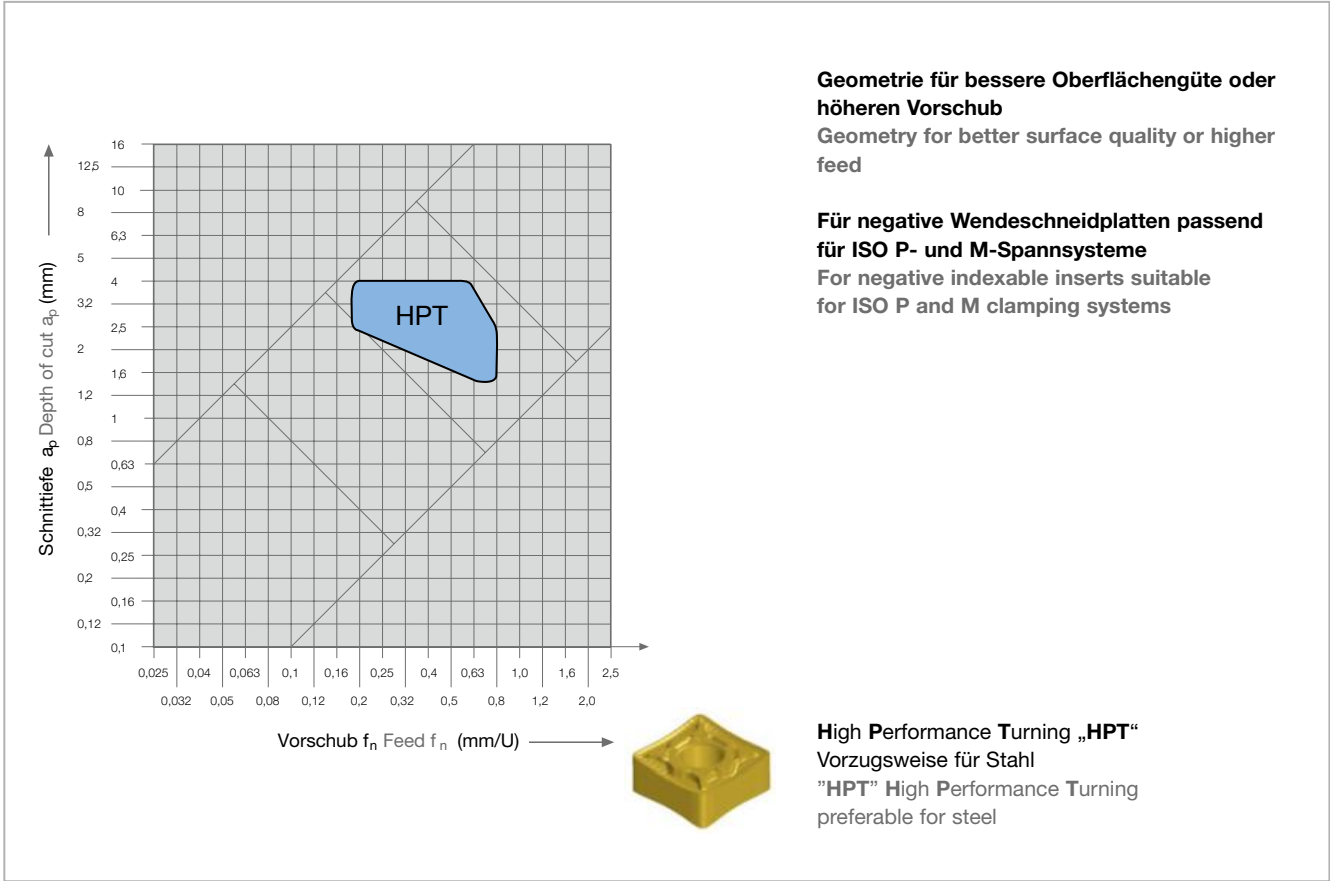 Geometrie für bessere Oberflächengüte oder
höheren Vorschub
Geometry for better surface quality or higher
feed
Für negative Wendeschneidplatten passend
für ISO P- und M-Spannsysteme
For negative indexable inserts suitable
for ISO P and M clamping systems
Schnittiefe ap Depth of cut ap (mm)
16
12,5
10
8
6,3
5
4
3,2
2,5
2
1,6
1,2
1
0,8
0,63
0,5
0,4
0,32
0,25
0,2
0,16
0,12
0,1
HPT
0,025 0,04 0,063 0,1 0,16 0,25 0,4 0,63 1,0 1,6 2,5
0,032 0,05 0,08 0,12 0,2 0,32 0,5 0,8 1,2 2,0
Vorschub fn Feed fn (mm/U)
High Performance Turning „HPT“
Vorzugsweise für Stahl
"HPT" High Performance Turning
preferable for steel